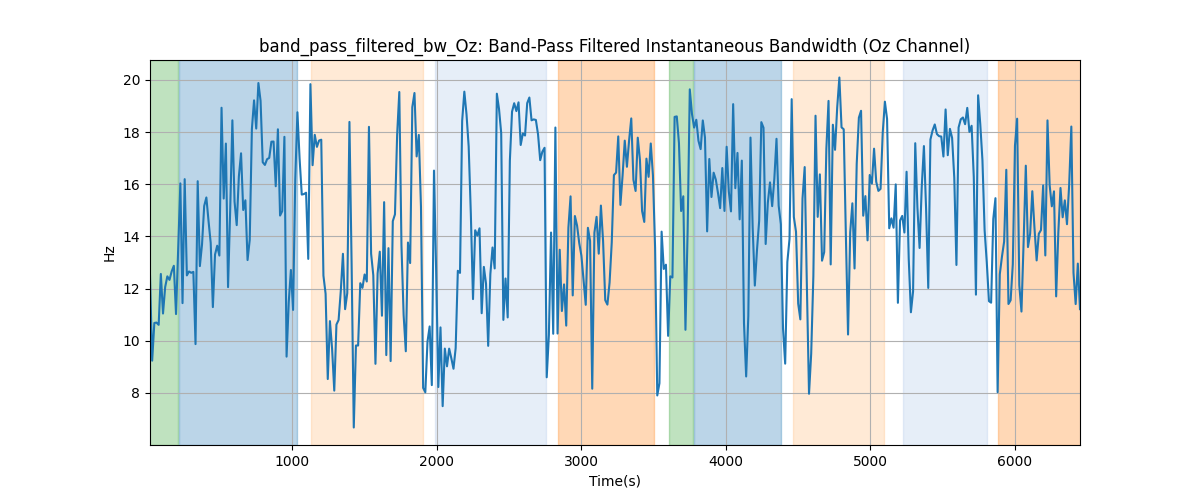 band_pass_filtered_bw_Oz: Band-Pass Filtered Instantaneous Bandwidth (Oz Channel)
20
18
16
14
12
10
8
Hz
1000 2000 3000 4000 5000 6000
Time(s)